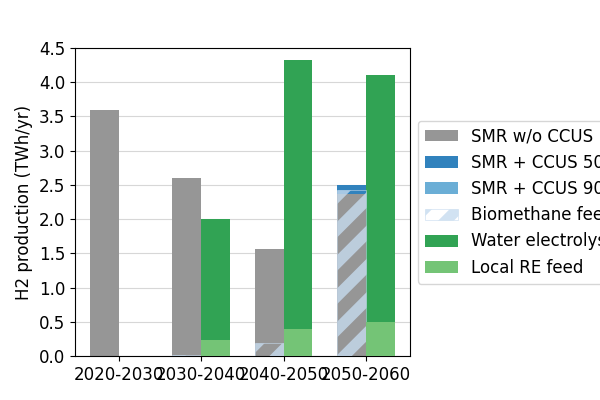 H2 production (TWh/yr)
4.5
4.0
3.5
3.0
2.5
2.0
1.5
1.0
0.5
0.0
2020-2030 2030-2040 2040-2050 2050-2060
SMR w/o CCUS
SMR + CCUS 50
SMR + CCUS 90
Biomethane fee
Water electrolys
Local RE feed